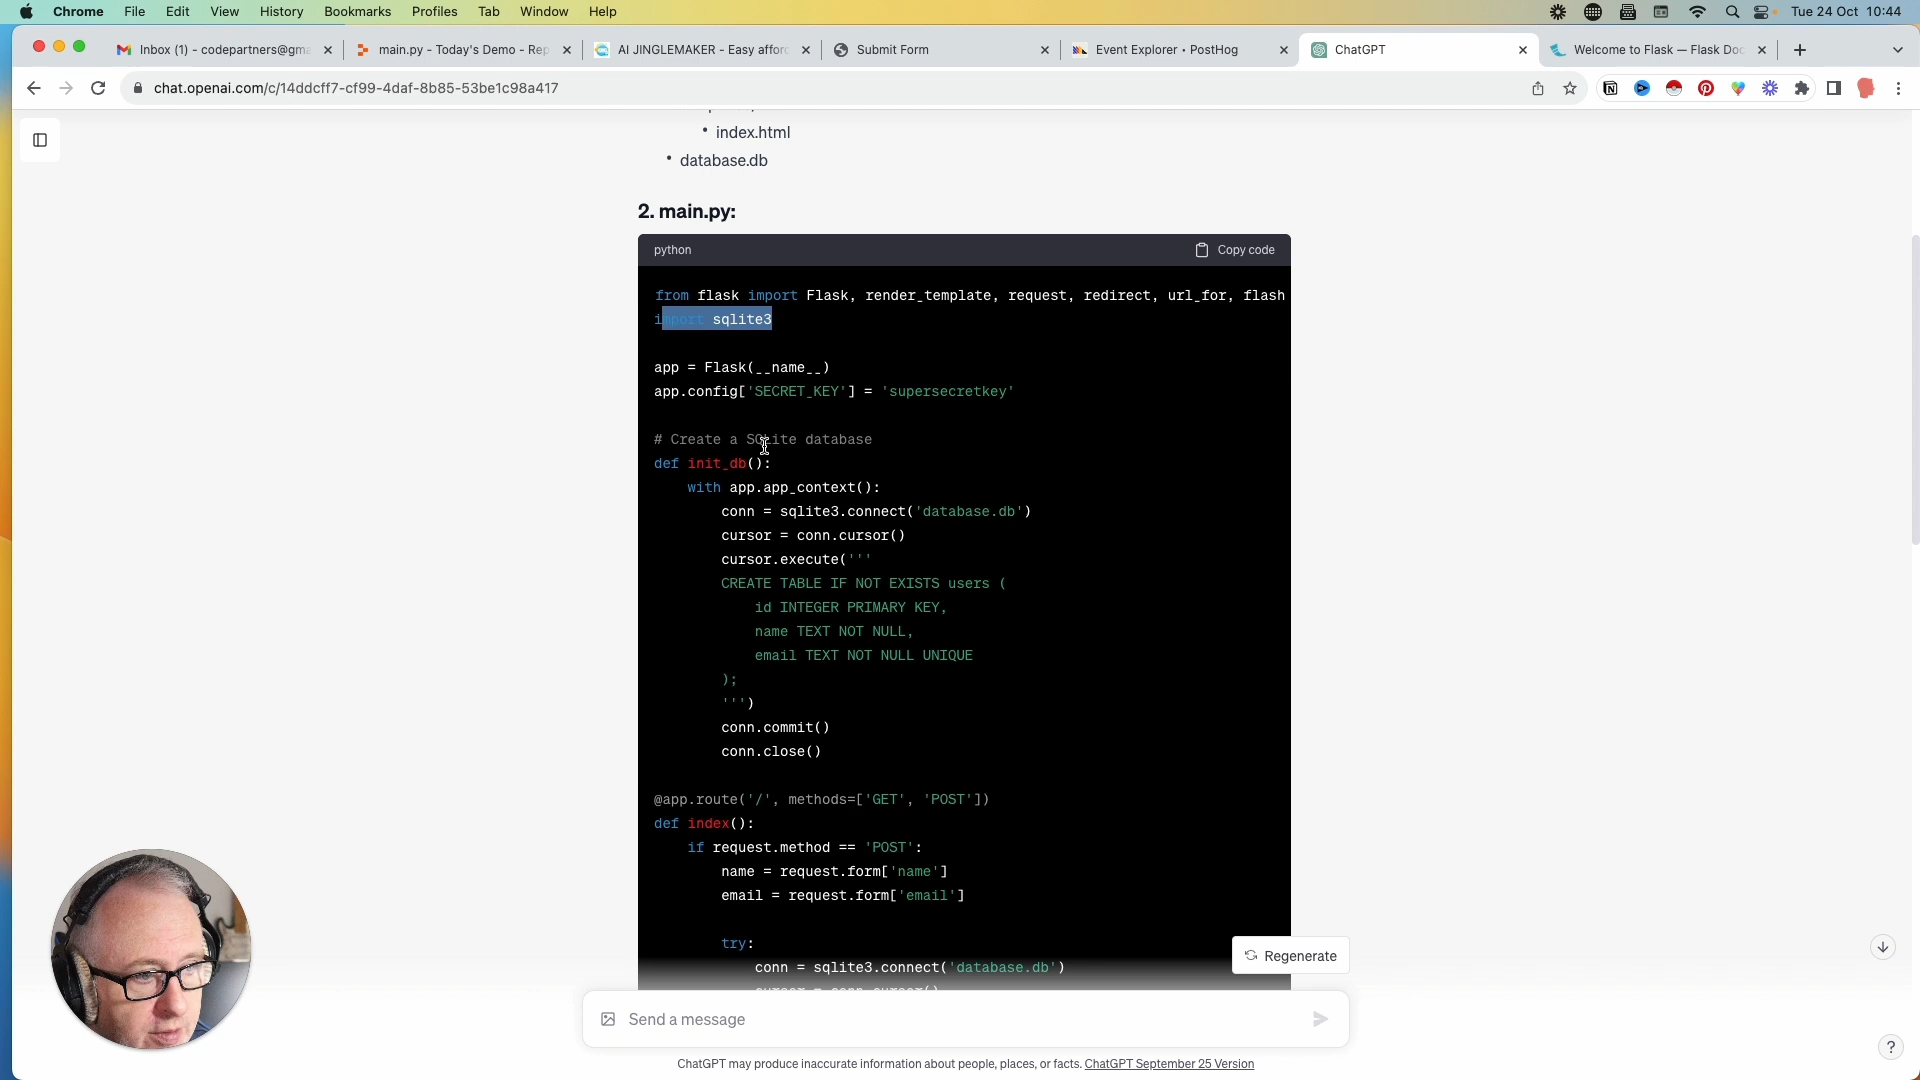 Chrome File Edit View History Bookmarks Profiles Tab Window Help Tue 24 Oct 10:44
Inbox (1) - codepartners@gma main.py - Today's Demo - Rep AI JINGLEMAKER - Easy affor Submit Form Event Explorer • PostHog ChatGPT Welcome to Flask — Flask Doc
chat.openai.com/c/14ddcff7-cf99-4daf-8b85-53be1c98a417
• index.html
• database.db
2. main.py:
python Copy code
from flask import Flask, render_template, request, redirect, url_for, flash
import sqlite3
app = Flask(__name__)
app.config['SECRET_KEY'] = 'supersecretkey'
# Create a SQLite database
def init_db():
with app.app_context():
conn = sqlite3.connect('database.db')
cursor = conn.cursor()
cursor.execute('''
CREATE TABLE IF NOT EXISTS users (
id INTEGER PRIMARY KEY,
name TEXT NOT NULL,
email TEXT NOT NULL UNIQUE
);
''')
conn.commit()
conn.close()
@app.route('/', methods=['GET', 'POST'])
def index():
if request.method == 'POST':
name = request.form['name']
email = request.form['email']
try:
conn = sqlite3.connect('database.db')
cursor = conn.cursor()
Regenerate
Send a message
ChatGPT may produce inaccurate information about people, places, or facts. ChatGPT September 25 Version
?